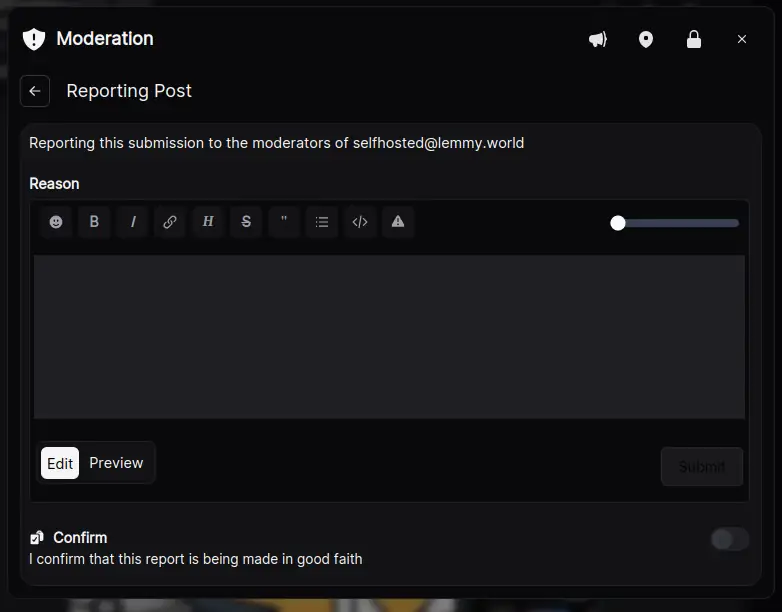 Moderation
Reporting Post
Reporting this submission to the moderators of selfhosted@lemmy.world
Reason
B I H S " </>
Edit Preview Submit
Confirm
I confirm that this report is being made in good faith